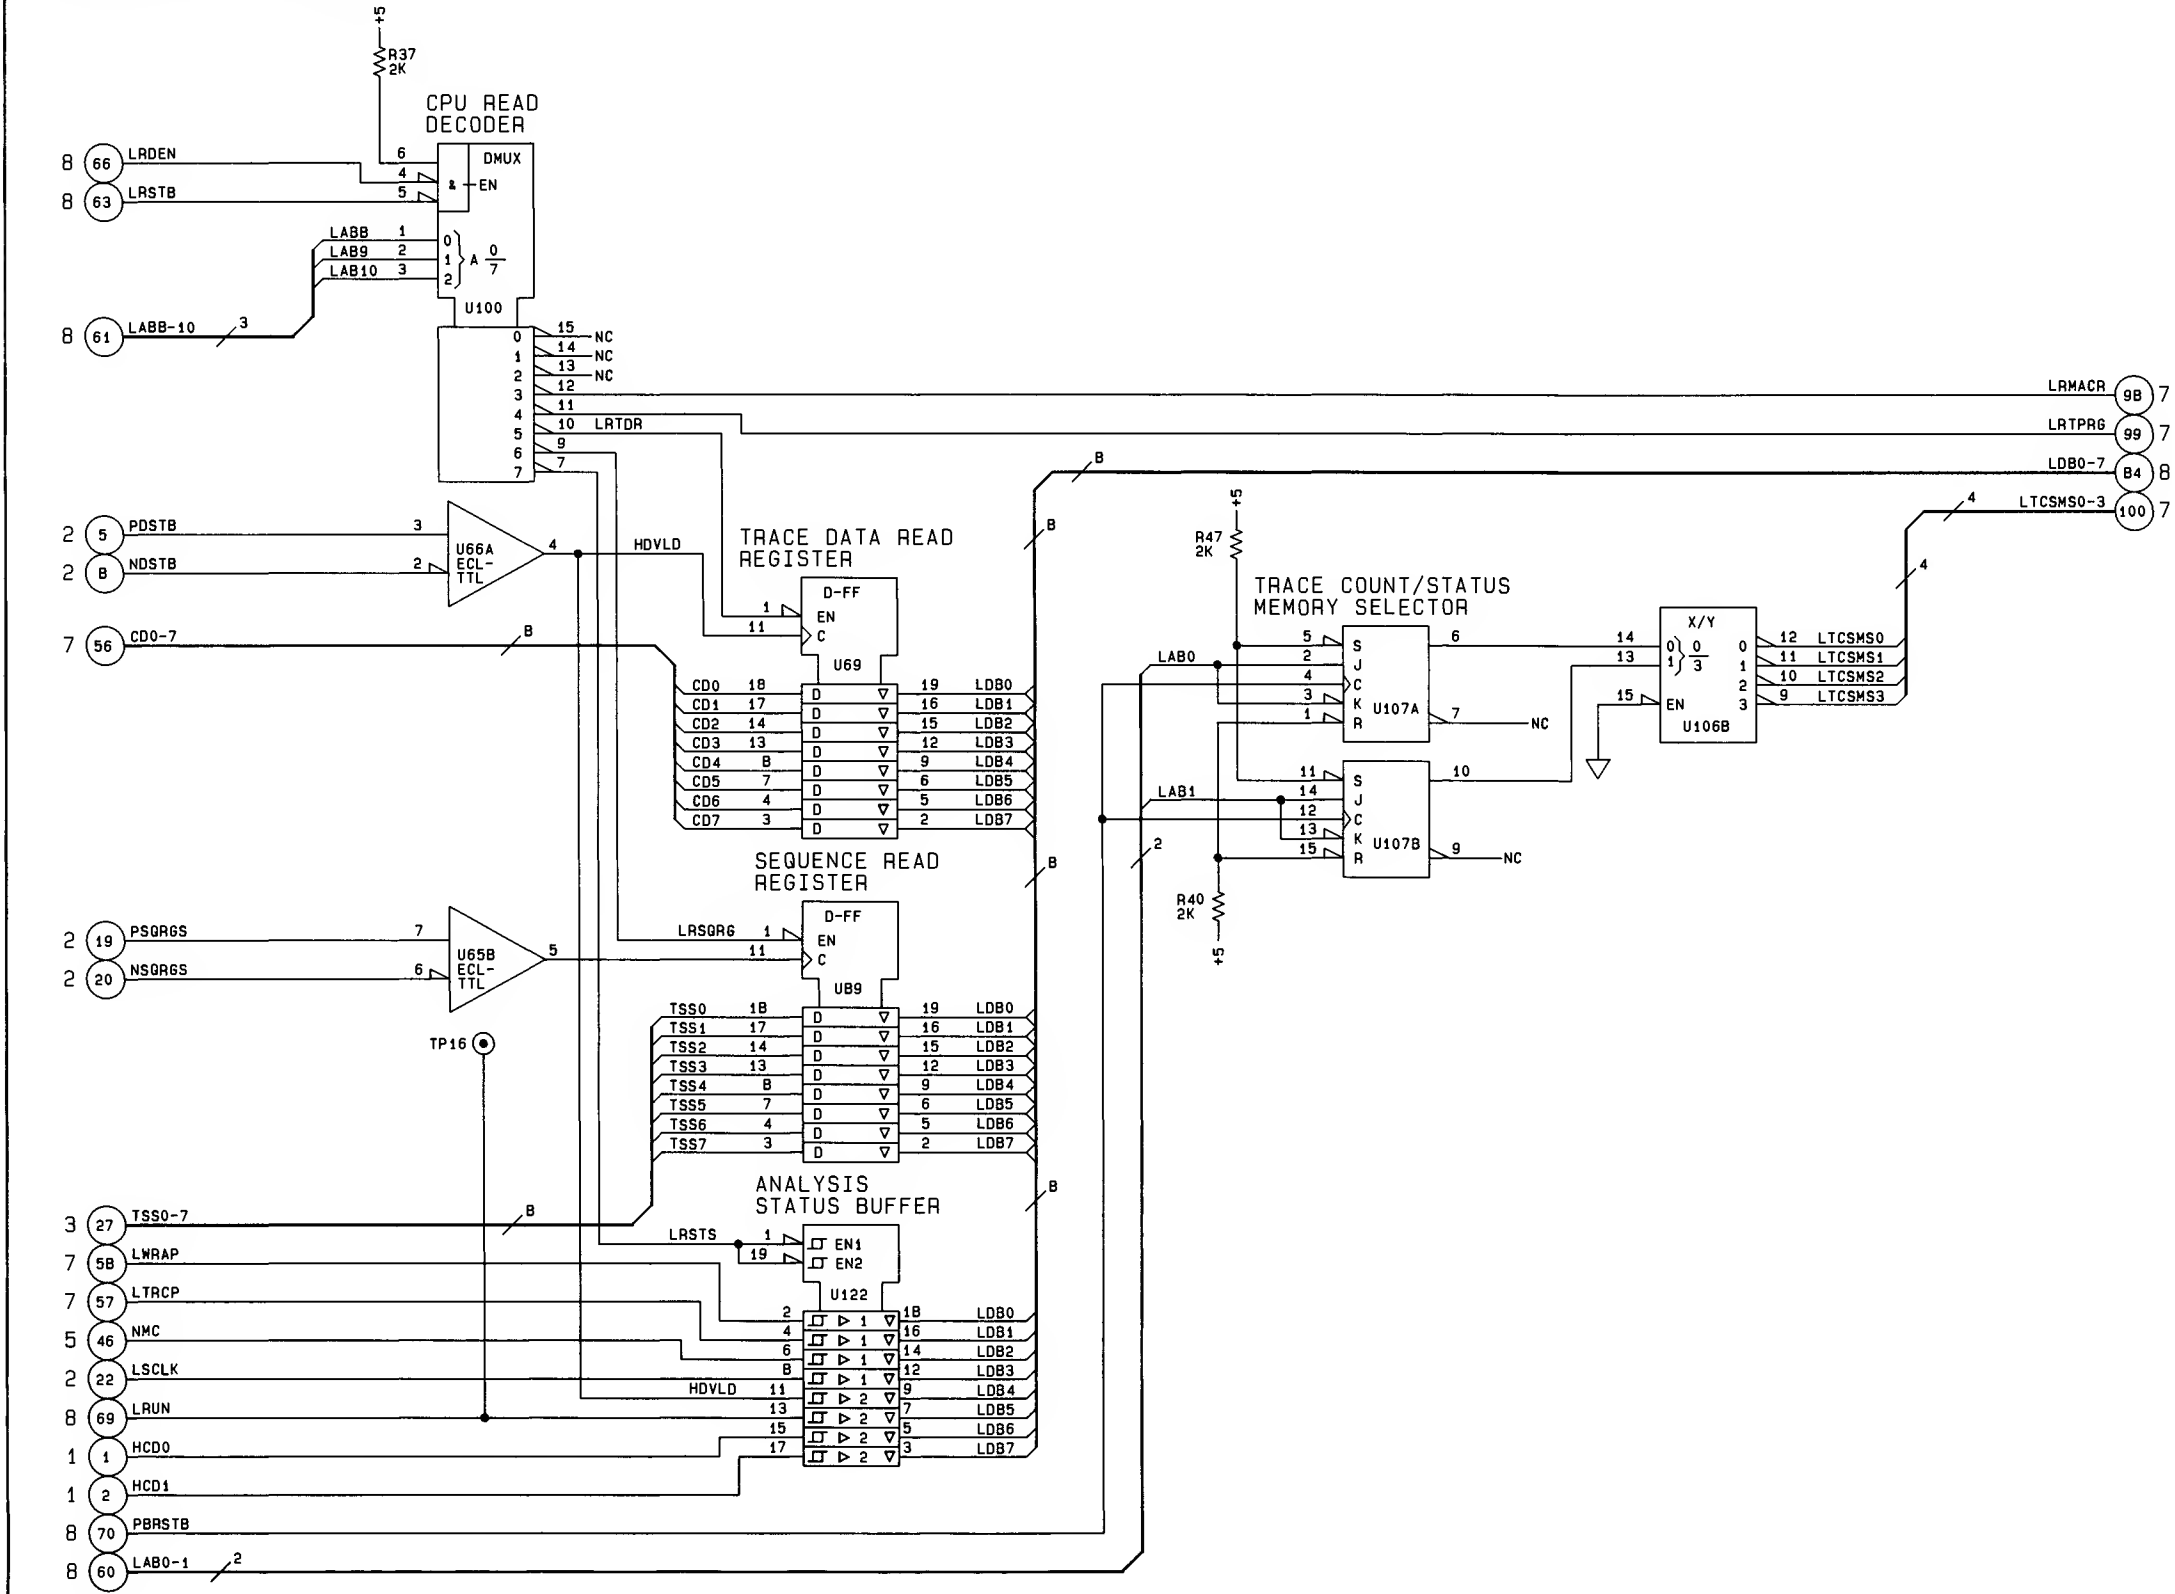 +5
R37
2K
CPU READ
DECODER
8 66 LRDEN
6
DMUX
4
& EN
8 63 LRSTB
5
LAB8 1 0
LAB9 2 1 A 0/7
LAB10 3 2
U100
8 61 LAB8-10 3
0 15 NC
1 14 NC
2 13 NC
3 12
LRMACR 98 7
4 11
5 10 LRTDR
LRTPRG 99 7
6 9
7 7
8
LDB0-7 84 8
4
LTCSMS0-3 100 7
2 5 PDSTB 3
U66A
ECL-
TTL
4 HDVLD
2 8 NDSTB 2
TRACE DATA READ
REGISTER
D-FF
1 EN
11 C
U69
7 56 CD0-7 8
8
CD0 18 D 19 LDB0
CD1 17 D 16 LDB1
CD2 14 D 15 LDB2
CD3 13 D 12 LDB3
CD4 8 D 9 LDB4
CD5 7 D 6 LDB5
CD6 4 D 5 LDB6
CD7 3 D 2 LDB7
+5
R47
2K
TRACE COUNT/STATUS
MEMORY SELECTOR
5 S 6
LAB0 2 J
4 C
3 K
1 R
U107A
7 NC
X/Y
14 0
13 1
0/3
15 EN
U106B
0 12 LTCSMS0
1 11 LTCSMS1
2 10 LTCSMS2
3 9 LTCSMS3
4
11 S 10
LAB1 14 J
12 C
13 K
15 R
U107B
9 NC
2
R40
2K
+5
SEQUENCE READ
REGISTER
8
2 19 PSQRGS 7
U65B
ECL-
TTL
5
2 20 NSQRGS 6
D-FF
LRSQRG 1 EN
11 C
U89
TP16
TSS0 18 D 19 LDB0
TSS1 17 D 16 LDB1
TSS2 14 D 15 LDB2
TSS3 13 D 12 LDB3
TSS4 8 D 9 LDB4
TSS5 7 D 6 LDB5
TSS6 4 D 5 LDB6
TSS7 3 D 2 LDB7
ANALYSIS
STATUS BUFFER
8
3 27 TSS0-7 8
LRSTS 1 EN1
19 EN2
U122
7 58 LWRAP
7 57 LTRCP
5 46 NMC
2 22 LSCLK
8 69 LRUN
1 1 HCD0
1 2 HCD1
2 1 18 LDB0
4 1 16 LDB1
6 1 14 LDB2
8 1 12 LDB3
HDVLD 11 2 9 LDB4
13 2 7 LDB5
15 2 5 LDB6
17 2 3 LDB7
8 70 PBRSTB
8 60 LAB0-1 2